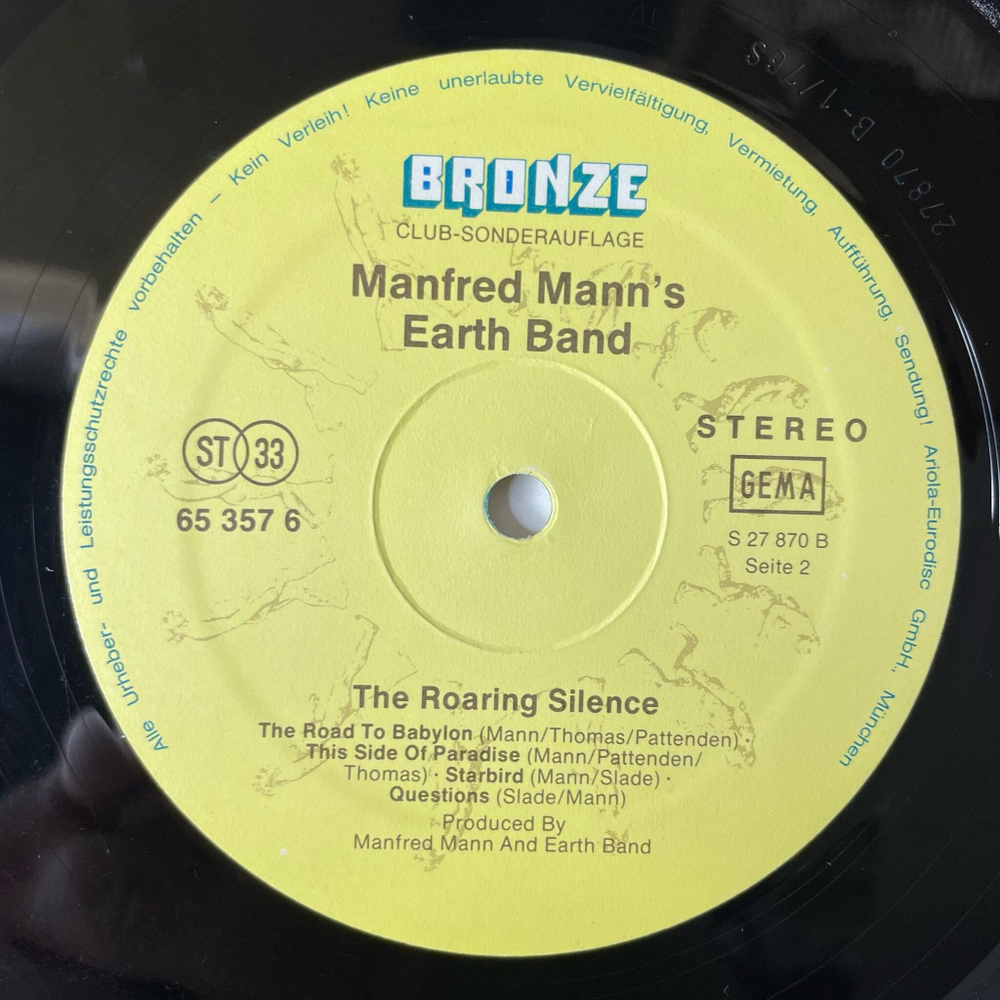 Alle Urheber- und Leistungsschutzrechte vorbehalten – Kein Verleih! Keine unerlaubte Vervielfältigung, Vermietung, Aufführung, Sendung! Ariola-Eurodisc GmbH., München
BRONZE
CLUB-SONDERAUFLAGE
Manfred Mann's
Earth Band
ST 33
65 357 6
STEREO
GEMA
S 27 870 B
Seite 2
The Roaring Silence
The Road To Babylon (Mann/Thomas/Pattenden) ·
This Side Of Paradise (Mann/Pattenden/
Thomas) · Starbird (Mann/Slade) ·
Questions (Slade/Mann)
Produced By
Manfred Mann And Earth Band
27870 B-1/76S